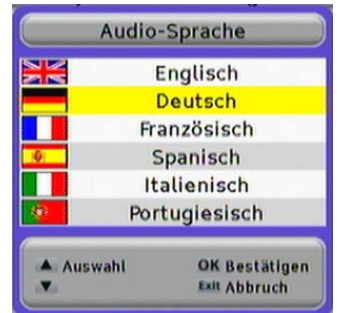 Audio-Sprache
Englisch
Deutsch
Französisch
Spanisch
Italienisch
Portugiesisch
▲ Auswahl OK Bestätigen
▼ Exit Abbruch